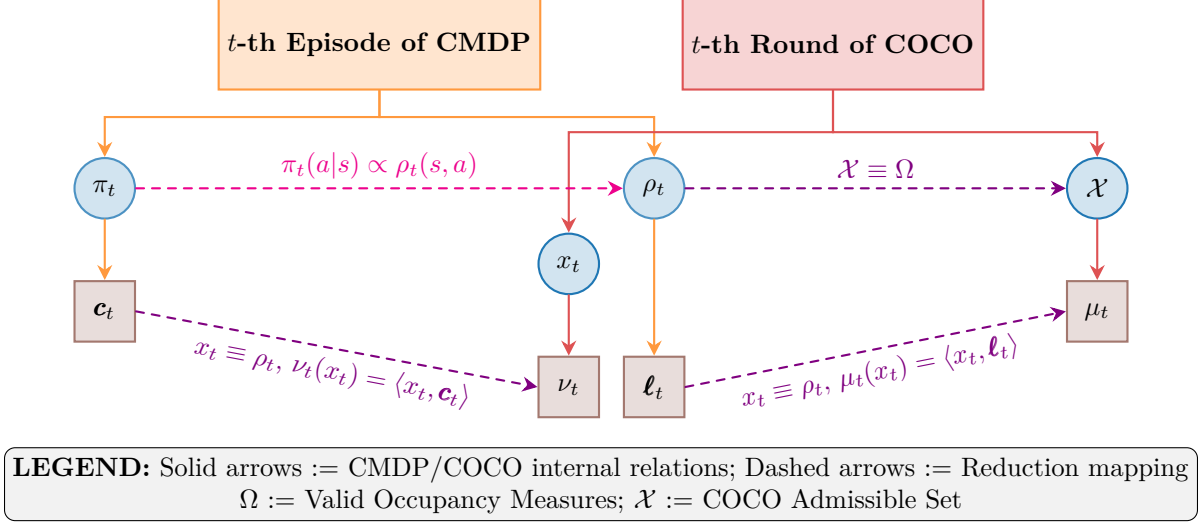 t-th Episode of CMDP
t-th Round of COCO
π_t(a|s) ∝ ρ_t(s, a)
𝒳 ≡ Ω
π_t
ρ_t
𝒳
x_t
c_t
μ_t
x_t ≡ ρ_t, ν_t(x_t) = ⟨x_t, c_t⟩
x_t ≡ ρ_t, μ_t(x_t) = ⟨x_t, ℓ_t⟩
ν_t
ℓ_t
LEGEND: Solid arrows := CMDP/COCO internal relations; Dashed arrows := Reduction mapping
Ω := Valid Occupancy Measures; 𝒳 := COCO Admissible Set